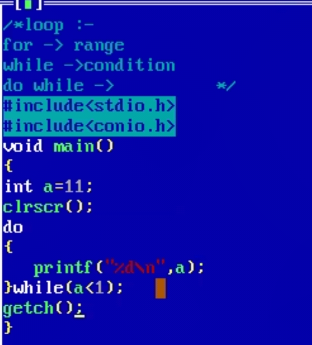 /*loop :-
for -> range
while ->condition
do while -> */
#include<stdio.h>
#include<conio.h>
void main()
{
int a=11;
clrscr();
do
{
printf("%d\n",a);
}while(a<1);
getch();
}